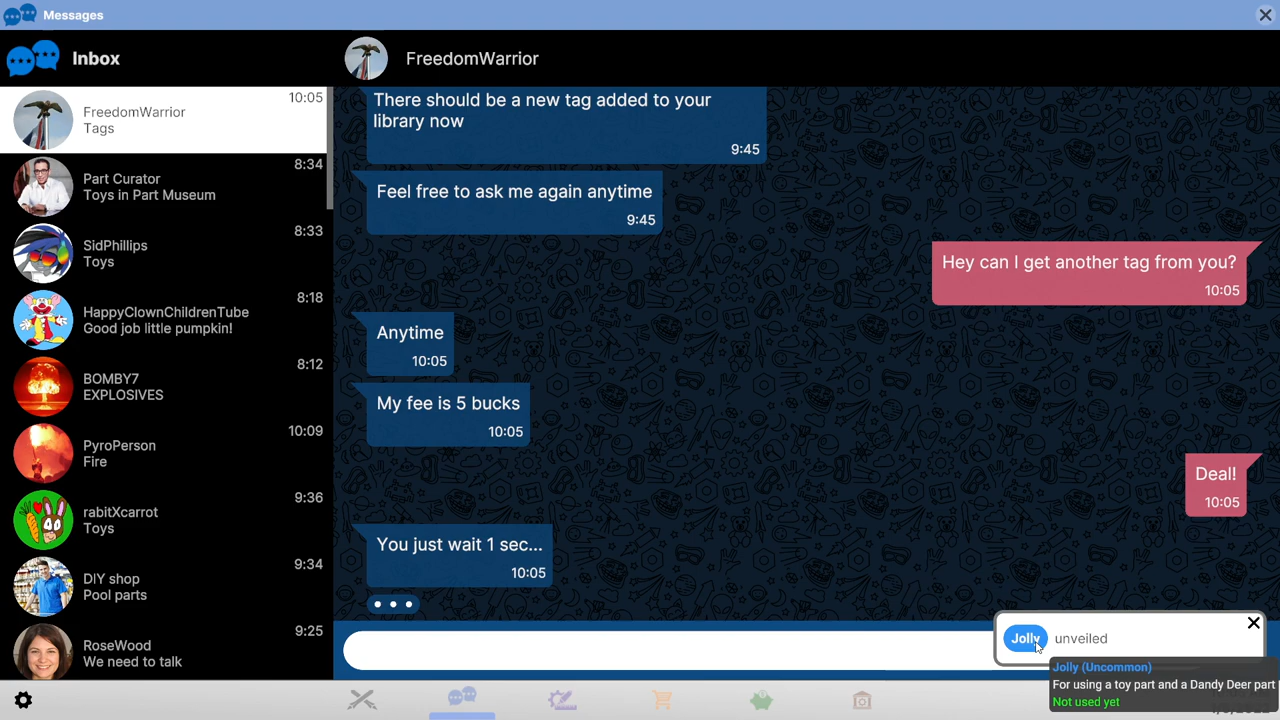 Messages
Inbox
FreedomWarrior
10:05
FreedomWarrior
Tags
8:34
Part Curator
Toys in Part Museum
8:33
SidPhillips
Toys
8:18
HappyClownChildrenTube
Good job little pumpkin!
8:12
BOMBY7
EXPLOSIVES
10:09
PyroPerson
Fire
9:36
rabitXcarrot
Toys
9:34
DIY shop
Pool parts
9:25
RoseWood
We need to talk
There should be a new tag added to your
library now
9:45
Feel free to ask me again anytime
9:45
Hey can I get another tag from you?
10:05
Anytime
10:05
My fee is 5 bucks
10:05
Deal!
10:05
You just wait 1 sec...
10:05
Jolly unveiled
Jolly (Uncommon)
For using a toy part and a Dandy Deer part
Not used yet